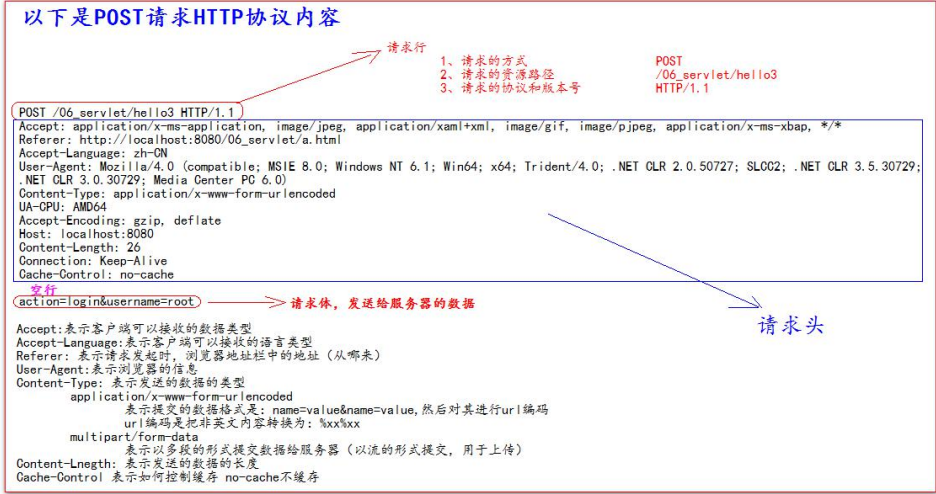 以下是POST请求HTTP协议内容
请求行
1、请求的方式 POST
2、请求的资源路径 /06_servlet/hello3
3、请求的协议和版本号 HTTP/1.1
POST /06_servlet/hello3 HTTP/1.1
Accept: application/x-ms-application, image/jpeg, application/xaml+xml, image/gif, image/pjpeg, application/x-ms-xbap, */*
Referer: http://localhost:8080/06_servlet/a.html
Accept-Language: zh-CN
User-Agent: Mozilla/4.0 (compatible; MSIE 8.0; Windows NT 6.1; Win64; x64; Trident/4.0; .NET CLR 2.0.50727; SLCC2; .NET CLR 3.5.30729;
.NET CLR 3.0.30729; Media Center PC 6.0)
Content-Type: application/x-www-form-urlencoded
UA-CPU: AMD64
Accept-Encoding: gzip, deflate
Host: localhost:8080
Content-Length: 26
Connection: Keep-Alive
Cache-Control: no-cache
空行
action=login&username=root
请求体，发送给服务器的数据
请求头
Accept:表示客户端可以接收的数据类型
Accept-Language:表示客户端可以接收的语言类型
Referer: 表示请求发起时，浏览器地址栏中的地址（从哪来）
User-Agent:表示浏览器的信息
Content-Type: 表示发送的数据的类型
application/x-www-form-urlencoded
表示提交的数据格式是: name=value&name=value,然后对其进行url编码
url编码是把非英文内容转换为: %xx%xx
multipart/form-data
表示以多段的形式提交数据给服务器（以流的形式提交，用于上传）
Content-Lnegth: 表示发送的数据的长度
Cache-Control 表示如何控制缓存 no-cache不缓存